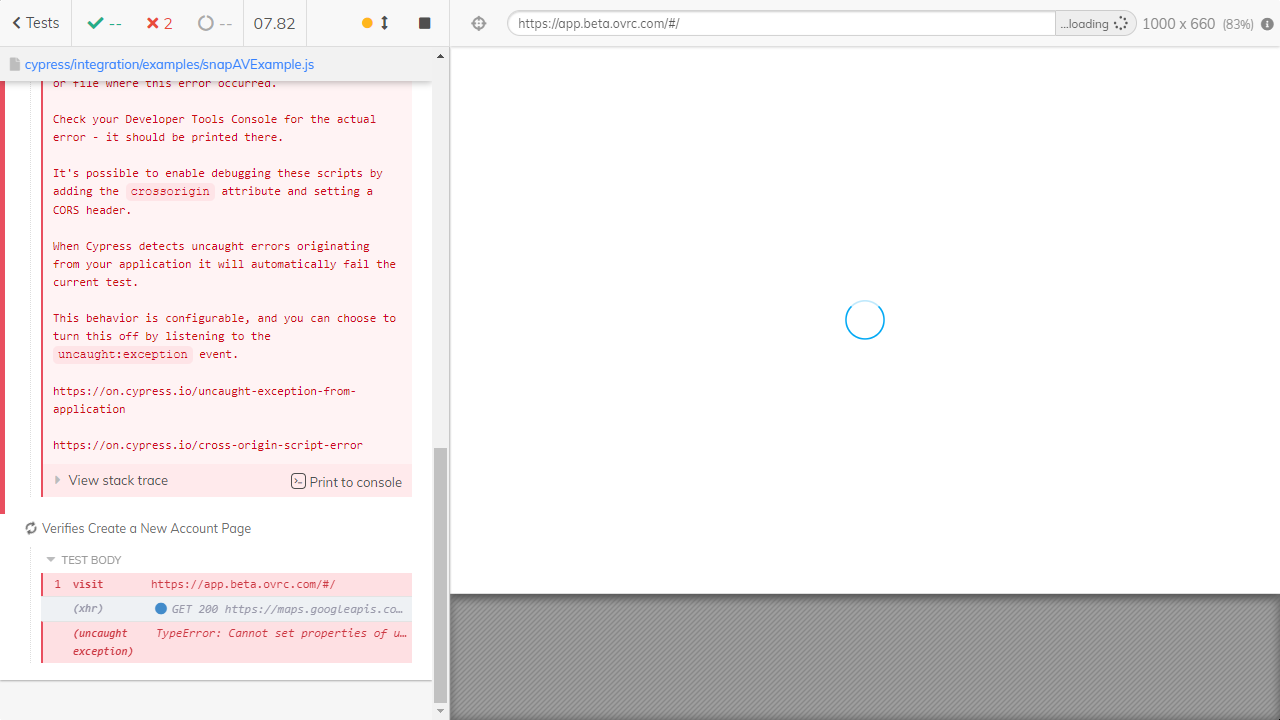 Tests
--
2
--
07.82
https://app.beta.ovrc.com/#/
...loading
1000 x 660 (83%)
cypress/integration/examples/snapAVExample.js
or file where this error occurred.
Check your Developer Tools Console for the actual
error - it should be printed there.
It's possible to enable debugging these scripts by
adding the crossorigin attribute and setting a
CORS header.
When Cypress detects uncaught errors originating
from your application it will automatically fail the
current test.
This behavior is configurable, and you can choose to
turn this off by listening to the
uncaught:exception event.
https://on.cypress.io/uncaught-exception-from-
application
https://on.cypress.io/cross-origin-script-error
View stack trace
Print to console
Verifies Create a New Account Page
TEST BODY
1 visit https://app.beta.ovrc.com/#/
(xhr) GET 200 https://maps.googleapis.co...
(uncaught TypeError: Cannot set properties of u...
exception)